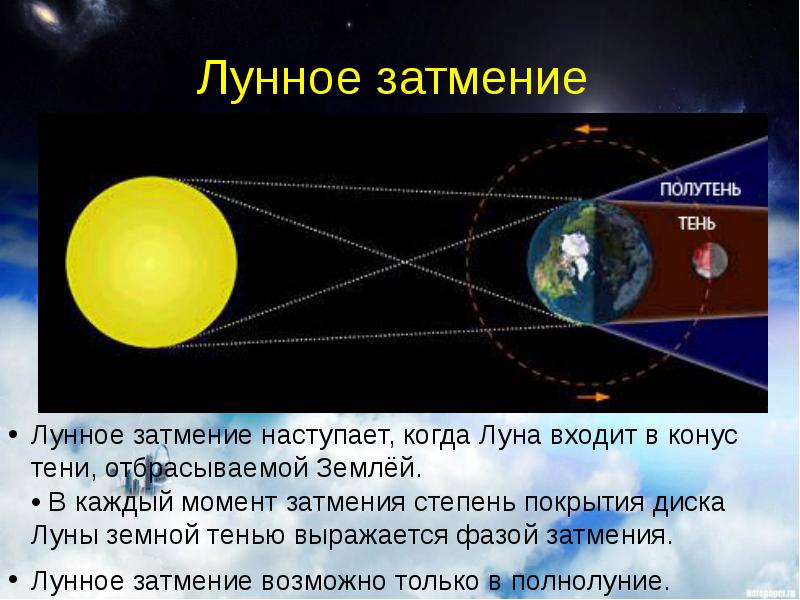 Лунное затмение
ПОЛУТЕНЬ
ТЕНЬ
• Лунное затмение наступает, когда Луна входит в конус
тени, отбрасываемой Землёй.
• В каждый момент затмения степень покрытия диска
Луны земной тенью выражается фазой затмения.
• Лунное затмение возможно только в полнолуние.